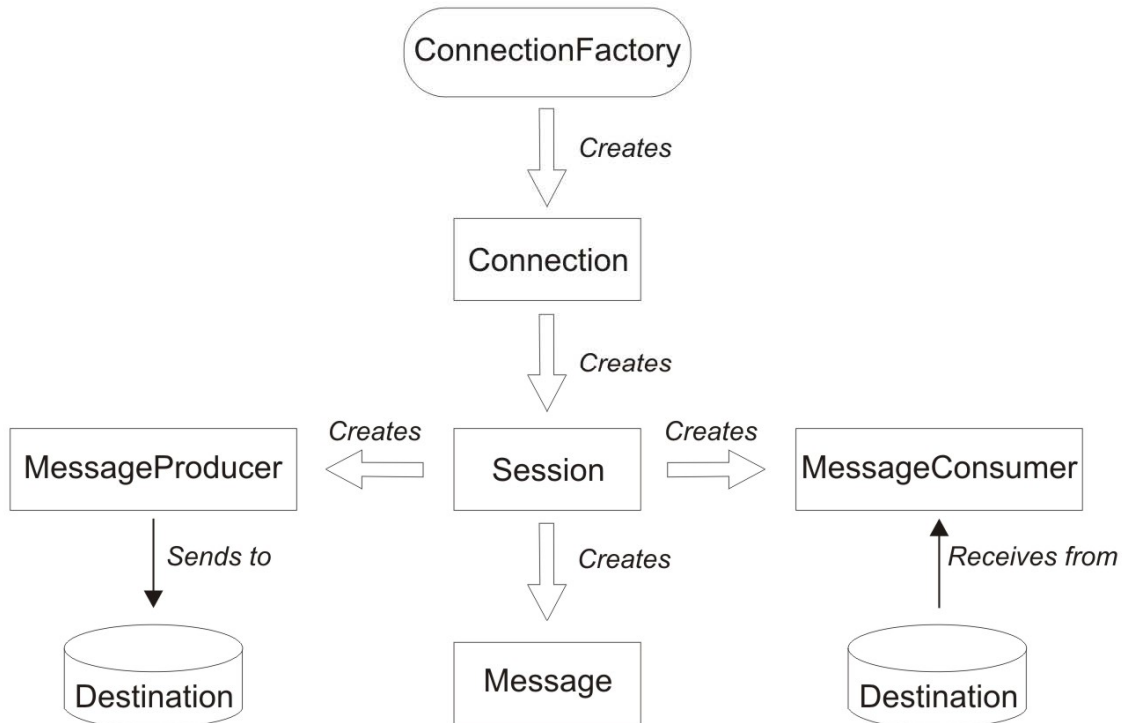 ConnectionFactory
Creates
Connection
Creates
Creates
Creates
MessageProducer
Session
MessageConsumer
Sends to
Creates
Receives from
Destination
Message
Destination